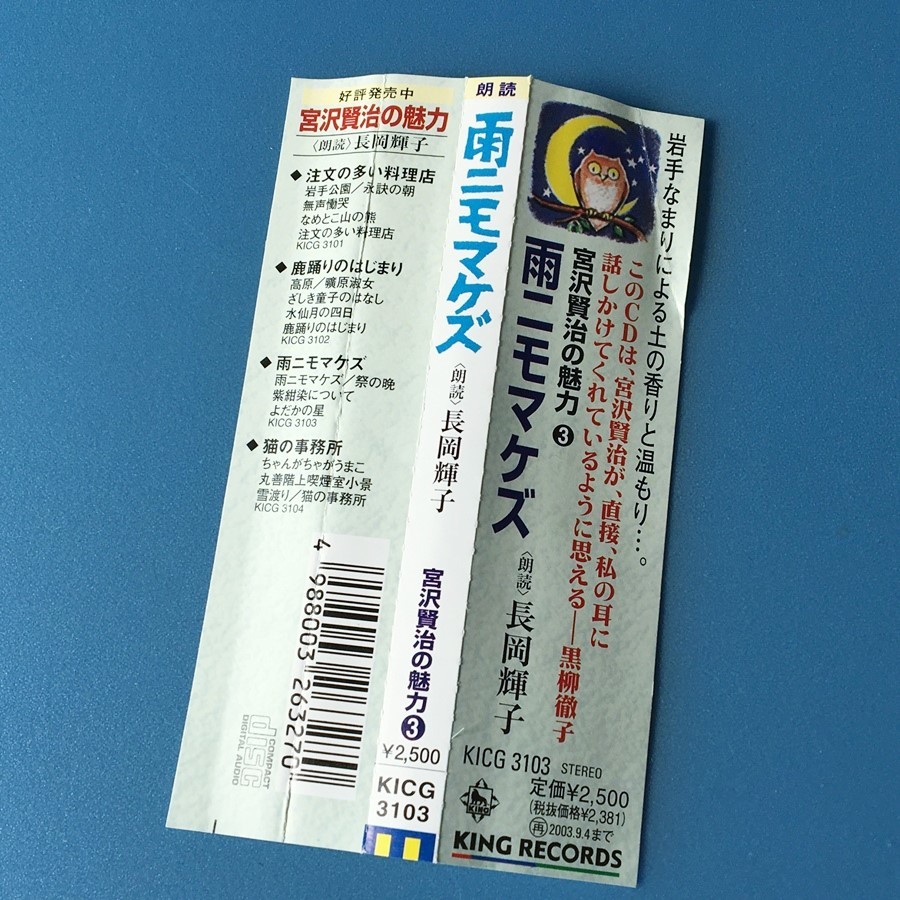 好評発売中
宮沢賢治の魅力
〈朗読〉長岡輝子
◆ 注文の多い料理店
岩手公園／永訣の朝
無声慟哭
なめとこ山の熊
注文の多い料理店
KICG 3101
◆ 鹿踊りのはじまり
高原／曠原淑女
ざしき童子のはなし
水仙月の四日
鹿踊りのはじまり
KICG 3102
◆ 雨ニモマケズ
雨ニモマケズ／祭の晩
紫紺染について
よだかの星
KICG 3103
◆ 猫の事務所
ちゃんがちゃがうまこ
丸善階上喫煙室小景
雪渡り／猫の事務所
KICG 3104
4 988003 263270
COMPACT
disc
DIGITAL AUDIO
朗読
雨ニモマケズ
〈朗読〉長岡輝子
宮沢賢治の魅力❸
¥2,500
KICG
3103
岩手なまりによる土の香りと温もり…。
このCDは、宮沢賢治が、直接、私の耳に
話しかけてくれているように思える──黒柳徹子
宮沢賢治の魅力❸
雨ニモマケズ
〈朗読〉長岡輝子
KICG 3103 STEREO
定価¥2,500
(税抜価格¥2,381)
再2003.9.4まで
KING
KING RECORDS